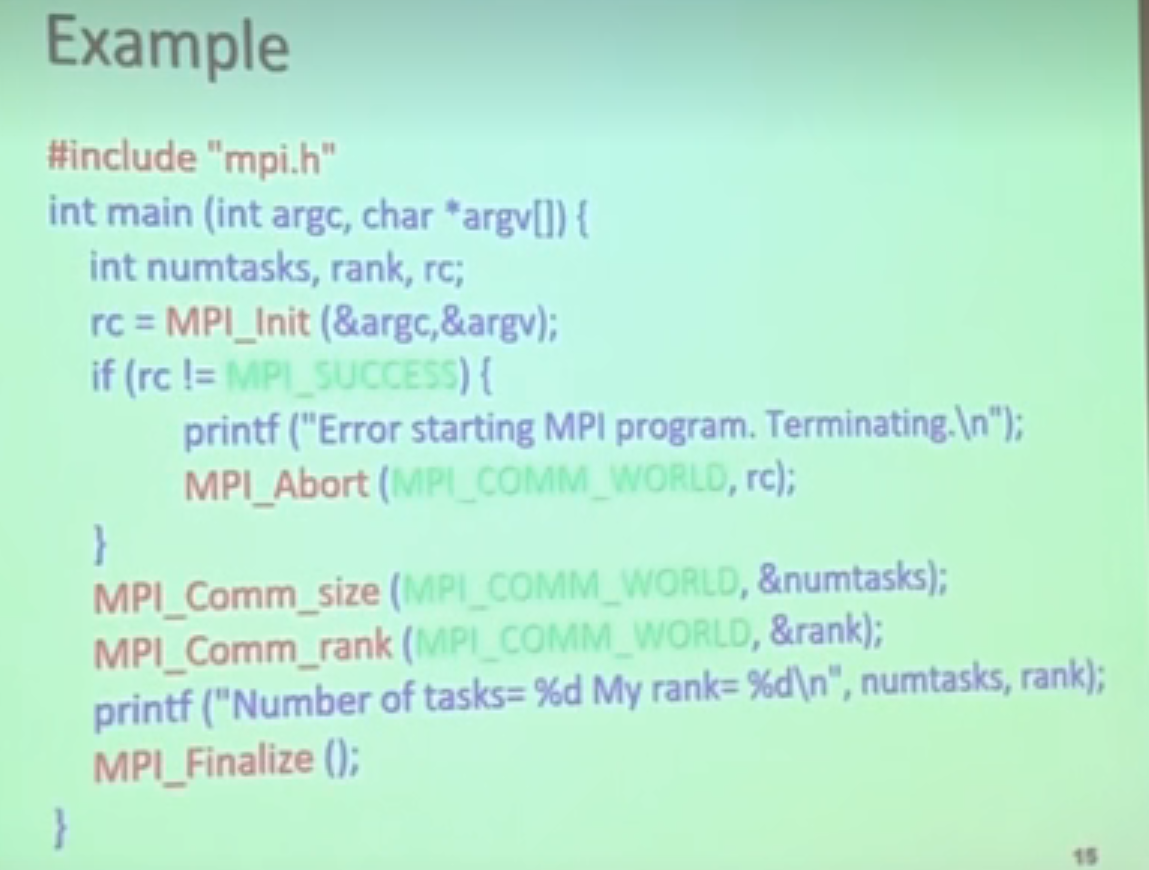 Example
#include "mpi.h"
int main (int argc, char *argv[]) {
int numtasks, rank, rc;
rc = MPI_Init (&argc,&argv);
if (rc != MPI_SUCCESS) {
printf ("Error starting MPI program. Terminating.\n");
MPI_Abort (MPI_COMM_WORLD, rc);
}
MPI_Comm_size (MPI_COMM_WORLD, &numtasks);
MPI_Comm_rank (MPI_COMM_WORLD, &rank);
printf ("Number of tasks= %d My rank= %d\n", numtasks, rank);
MPI_Finalize ();
}
15